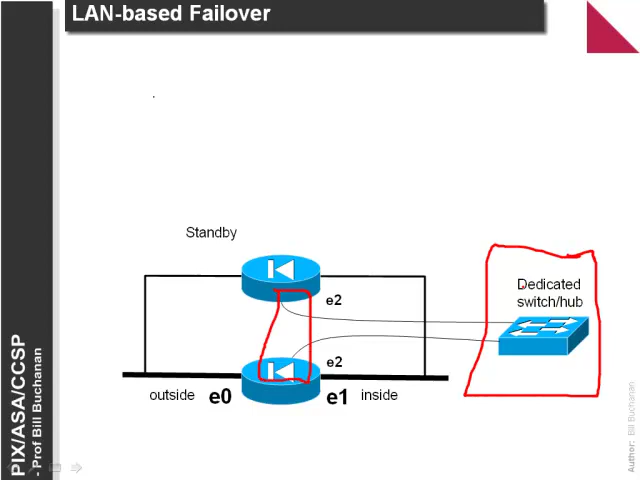 LAN-based Failover
Standby
e2
Dedicated
switch/hub
e2
outside e0 e1 inside
PIX/ASA/CCSP
- Prof Bill Buchanan
Author: Bill Buchanan